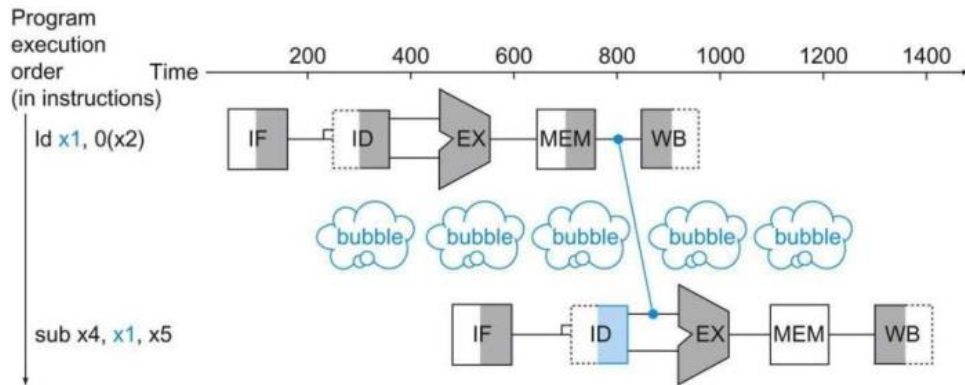 Program
execution
order
(in instructions)
Time
200 400 600 800 1000 1200 1400
ld x1, 0(x2)
IF ID EX MEM WB
bubble bubble bubble bubble bubble
sub x4, x1, x5
IF ID EX MEM WB